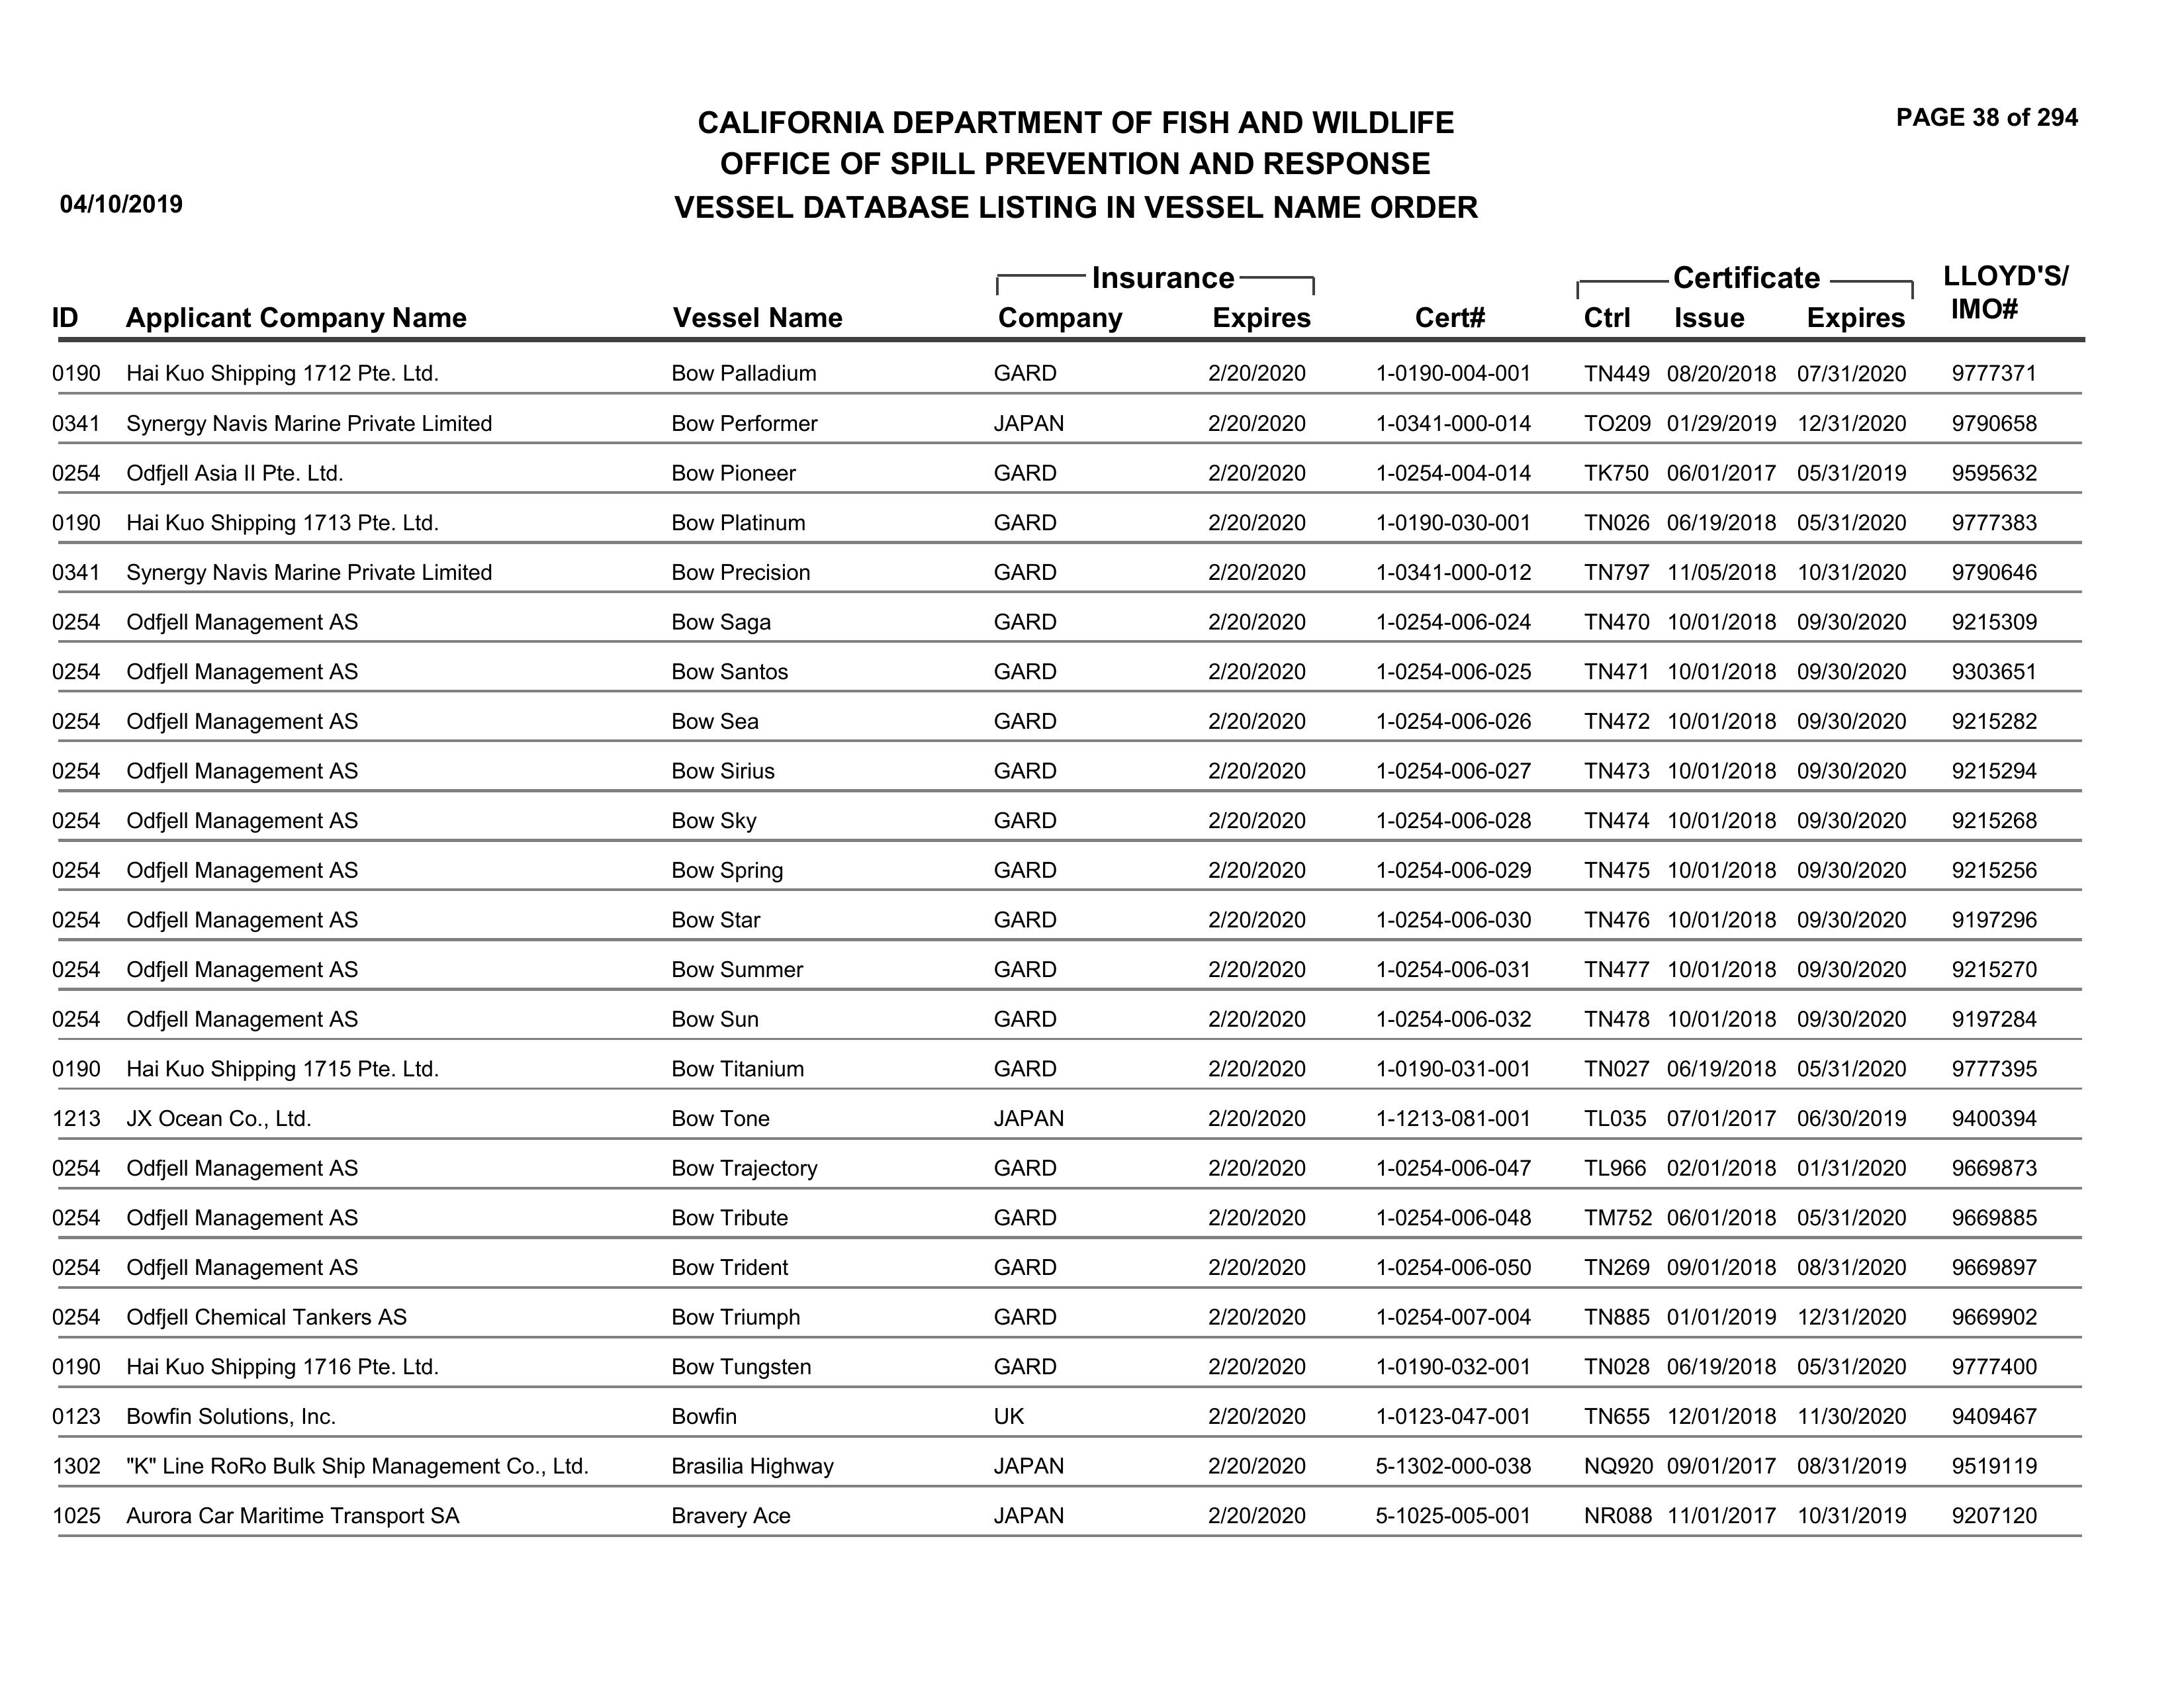 PAGE 38 of 294
CALIFORNIA DEPARTMENT OF FISH AND WILDLIFE
OFFICE OF SPILL PREVENTION AND RESPONSE
04/10/2019 VESSEL DATABASE LISTING IN VESSEL NAME ORDER
Insurance Certificate LLOYD'S/
ID Applicant Company Name Vessel Name Company Expires Cert# Ctrl Issue Expires IMO#
0190 Hai Kuo Shipping 1712 Pte. Ltd. Bow Palladium GARD 2/20/2020 1-0190-004-001 TN449 08/20/2018 07/31/2020 9777371
0341 Synergy Navis Marine Private Limited Bow Performer JAPAN 2/20/2020 1-0341-000-014 TO209 01/29/2019 12/31/2020 9790658
0254 Odfjell Asia II Pte. Ltd. Bow Pioneer GARD 2/20/2020 1-0254-004-014 TK750 06/01/2017 05/31/2019 9595632
0190 Hai Kuo Shipping 1713 Pte. Ltd. Bow Platinum GARD 2/20/2020 1-0190-030-001 TN026 06/19/2018 05/31/2020 9777383
0341 Synergy Navis Marine Private Limited Bow Precision GARD 2/20/2020 1-0341-000-012 TN797 11/05/2018 10/31/2020 9790646
0254 Odfjell Management AS Bow Saga GARD 2/20/2020 1-0254-006-024 TN470 10/01/2018 09/30/2020 9215309
0254 Odfjell Management AS Bow Santos GARD 2/20/2020 1-0254-006-025 TN471 10/01/2018 09/30/2020 9303651
0254 Odfjell Management AS Bow Sea GARD 2/20/2020 1-0254-006-026 TN472 10/01/2018 09/30/2020 9215282
0254 Odfjell Management AS Bow Sirius GARD 2/20/2020 1-0254-006-027 TN473 10/01/2018 09/30/2020 9215294
0254 Odfjell Management AS Bow Sky GARD 2/20/2020 1-0254-006-028 TN474 10/01/2018 09/30/2020 9215268
0254 Odfjell Management AS Bow Spring GARD 2/20/2020 1-0254-006-029 TN475 10/01/2018 09/30/2020 9215256
0254 Odfjell Management AS Bow Star GARD 2/20/2020 1-0254-006-030 TN476 10/01/2018 09/30/2020 9197296
0254 Odfjell Management AS Bow Summer GARD 2/20/2020 1-0254-006-031 TN477 10/01/2018 09/30/2020 9215270
0254 Odfjell Management AS Bow Sun GARD 2/20/2020 1-0254-006-032 TN478 10/01/2018 09/30/2020 9197284
0190 Hai Kuo Shipping 1715 Pte. Ltd. Bow Titanium GARD 2/20/2020 1-0190-031-001 TN027 06/19/2018 05/31/2020 9777395
1213 JX Ocean Co., Ltd. Bow Tone JAPAN 2/20/2020 1-1213-081-001 TL035 07/01/2017 06/30/2019 9400394
0254 Odfjell Management AS Bow Trajectory GARD 2/20/2020 1-0254-006-047 TL966 02/01/2018 01/31/2020 9669873
0254 Odfjell Management AS Bow Tribute GARD 2/20/2020 1-0254-006-048 TM752 06/01/2018 05/31/2020 9669885
0254 Odfjell Management AS Bow Trident GARD 2/20/2020 1-0254-006-050 TN269 09/01/2018 08/31/2020 9669897
0254 Odfjell Chemical Tankers AS Bow Triumph GARD 2/20/2020 1-0254-007-004 TN885 01/01/2019 12/31/2020 9669902
0190 Hai Kuo Shipping 1716 Pte. Ltd. Bow Tungsten GARD 2/20/2020 1-0190-032-001 TN028 06/19/2018 05/31/2020 9777400
0123 Bowfin Solutions, Inc. Bowfin UK 2/20/2020 1-0123-047-001 TN655 12/01/2018 11/30/2020 9409467
1302 "K" Line RoRo Bulk Ship Management Co., Ltd. Brasilia Highway JAPAN 2/20/2020 5-1302-000-038 NQ920 09/01/2017 08/31/2019 9519119
1025 Aurora Car Maritime Transport SA Bravery Ace JAPAN 2/20/2020 5-1025-005-001 NR088 11/01/2017 10/31/2019 9207120